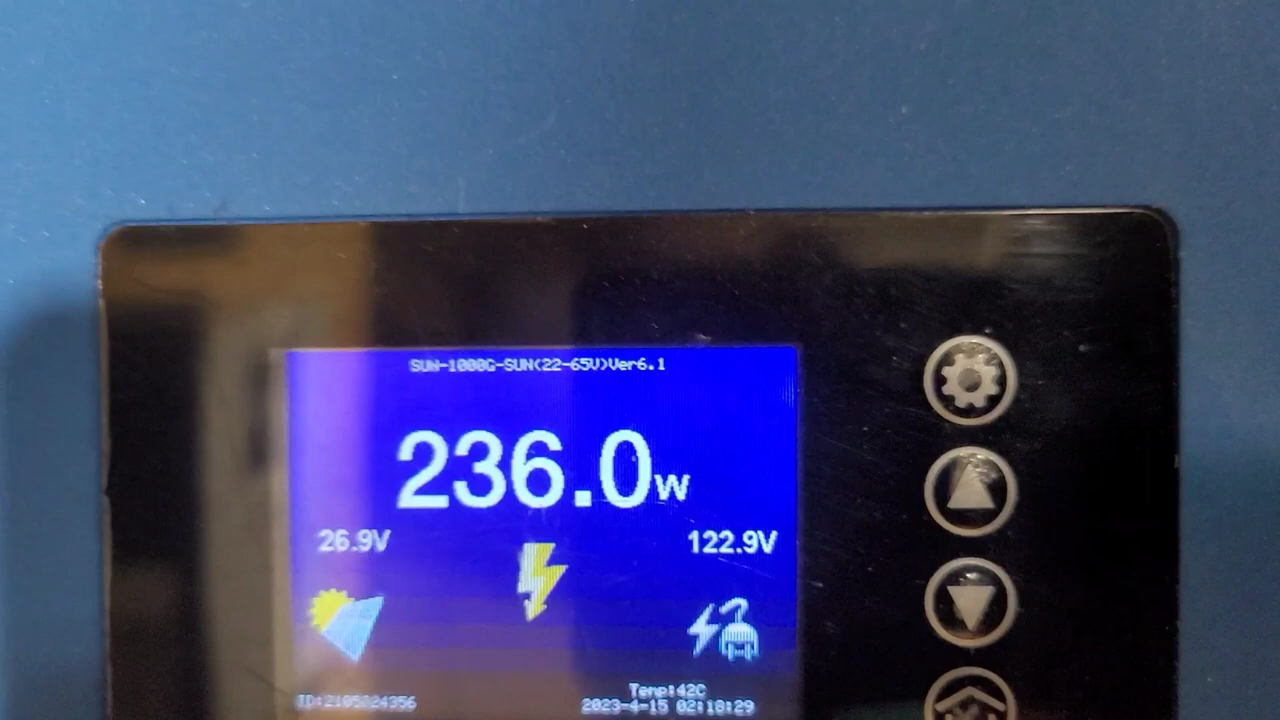 SUN-1000G-SUN(22-65V)Ver6.1
236.0W
26.9V
122.9V
Temp:42C
ID:2105024356
2023-4-15 02:18:29